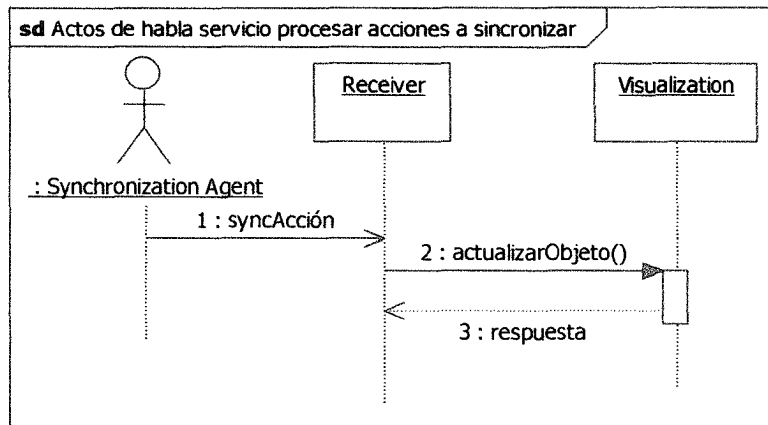 sd Actos de habla servicio procesar acciones a sincronizar
Receiver
Visualization
: Synchronization Agent
1 : syncAcción
2 : actualizarObjeto()
3 : respuesta